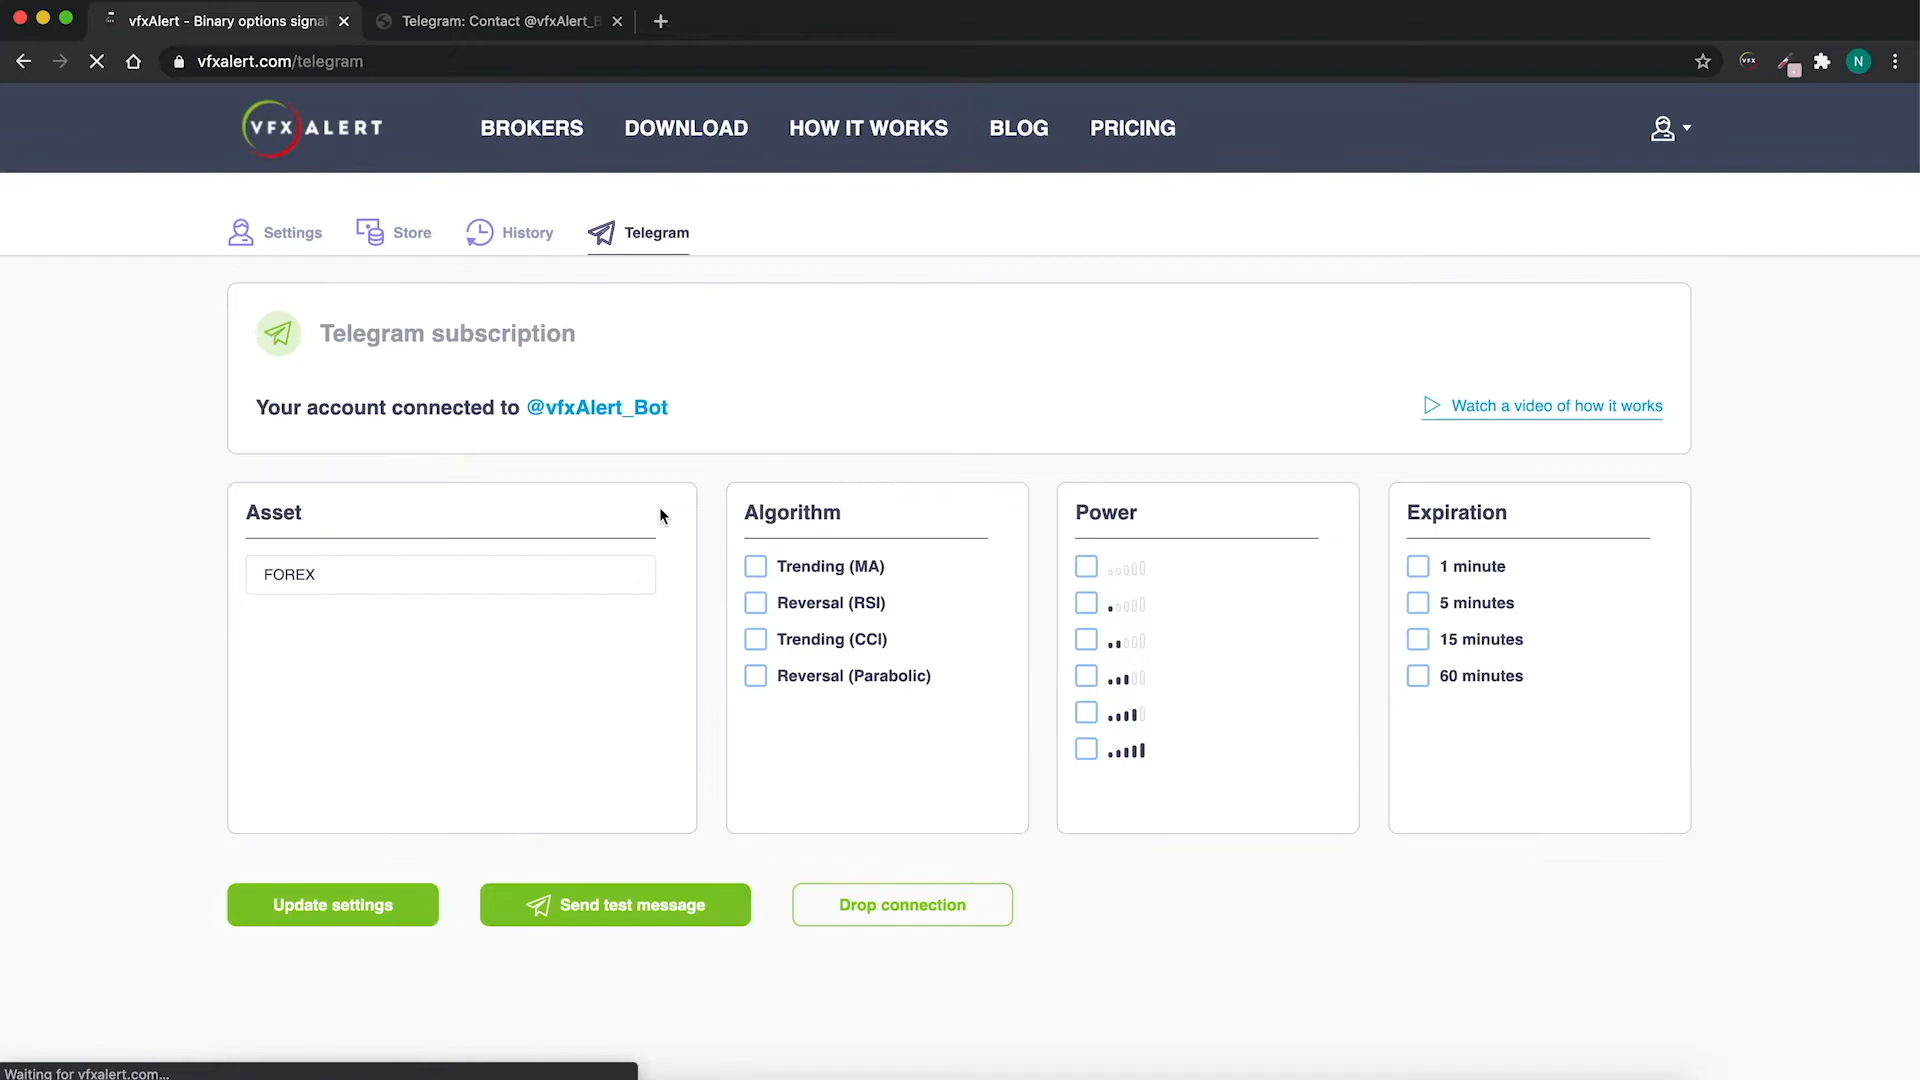 vfxAlert - Binary options signa
Telegram: Contact @vfxAlert_B
vfxalert.com/telegram
VFX
N
VFX ALERT
BROKERS
DOWNLOAD
HOW IT WORKS
BLOG
PRICING
Settings
Store
History
Telegram
Telegram subscription
Your account connected to @vfxAlert_Bot
Watch a video of how it works
Asset
FOREX
Algorithm
Trending (MA)
Reversal (RSI)
Trending (CCI)
Reversal (Parabolic)
Power
Expiration
1 minute
5 minutes
15 minutes
60 minutes
Update settings
Send test message
Drop connection
Waiting for vfxalert.com...